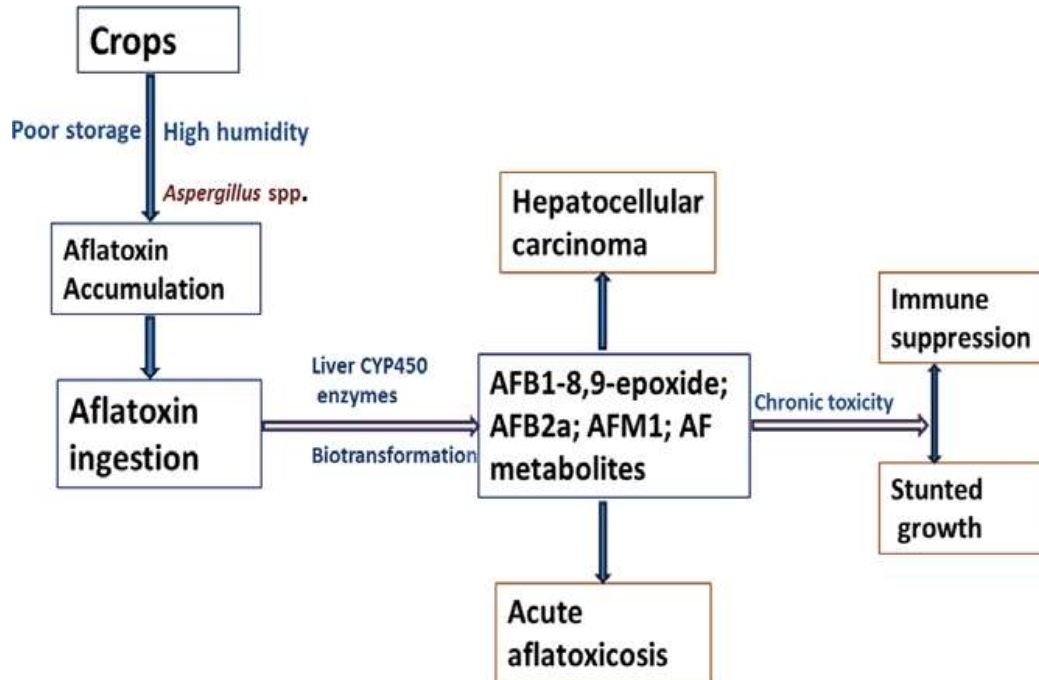 Crops
Poor storage
High humidity
Aspergillus spp.
Aflatoxin
Accumulation
Aflatoxin
ingestion
Liver CYP450
enzymes
Biotransformation
Hepatocellular
carcinoma
AFB1-8,9-epoxide;
AFB2a; AFM1; AF
metabolites
Acute
aflatoxicosis
Chronic toxicity
Immune
suppression
Stunted
growth